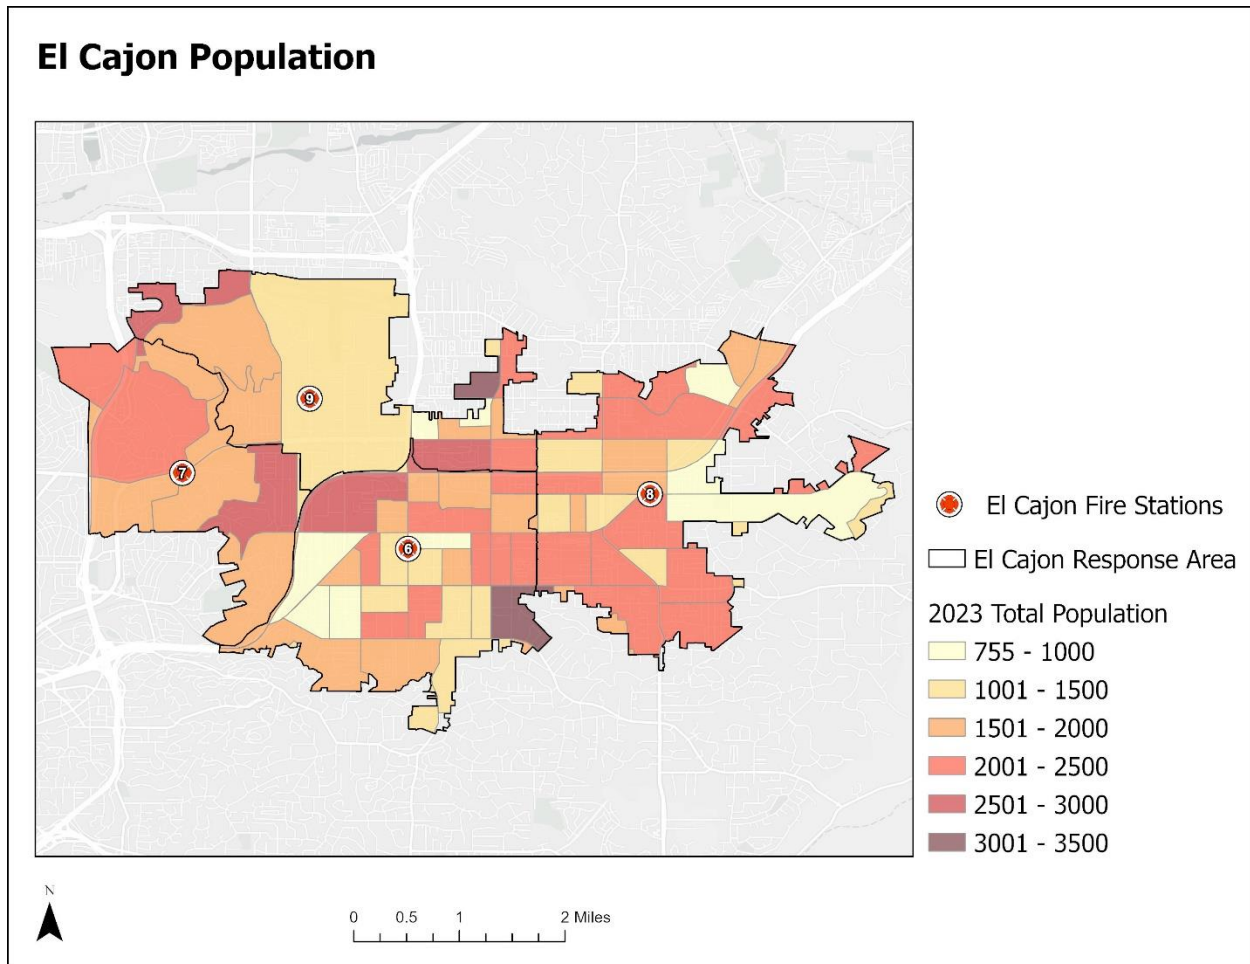 El Cajon Population
9
7
8
6
El Cajon Fire Stations
El Cajon Response Area
2023 Total Population
755 - 1000
1001 - 1500
1501 - 2000
2001 - 2500
2501 - 3000
3001 - 3500
N
0 0.5 1 2 Miles